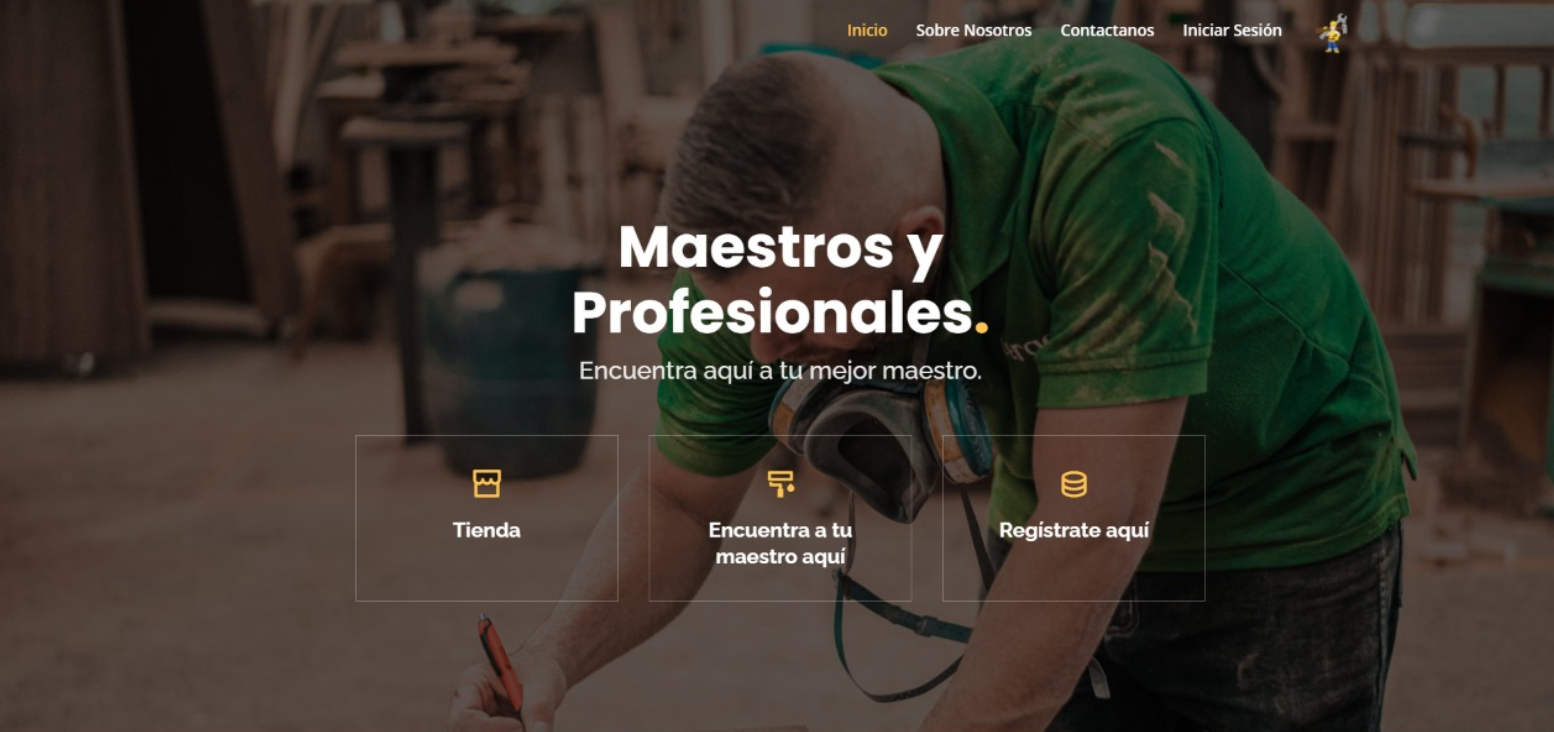 Inicio Sobre Nosotros Contactanos Iniciar Sesión
Maestros y
Profesionales.
Encuentra aquí a tu mejor maestro.
Tienda
Encuentra a tu
maestro aquí
Regístrate aquí